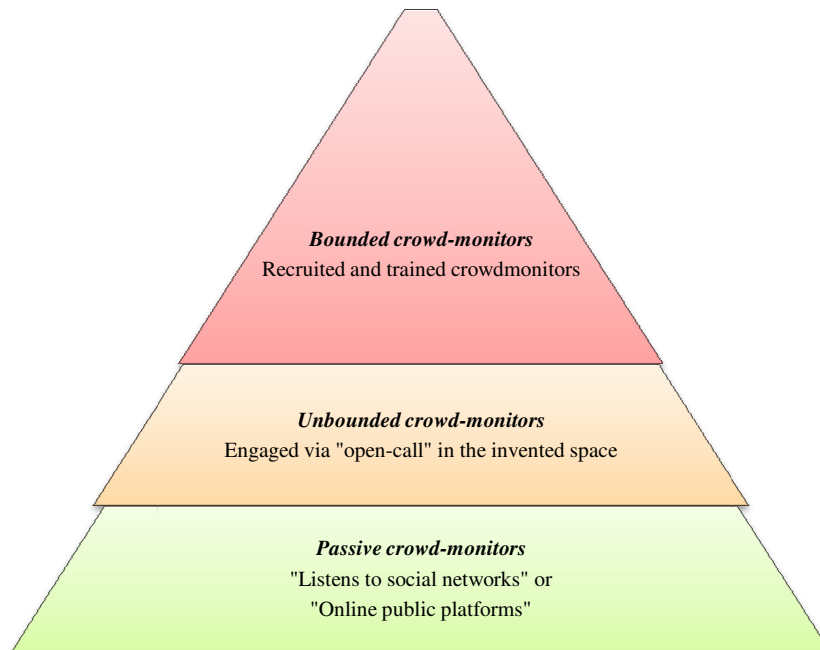 Bounded crowd-monitors
Recruited and trained crowdmonitors
Unbounded crowd-monitors
Engaged via "open-call" in the invented space
Passive crowd-monitors
"Listens to social networks" or
"Online public platforms"